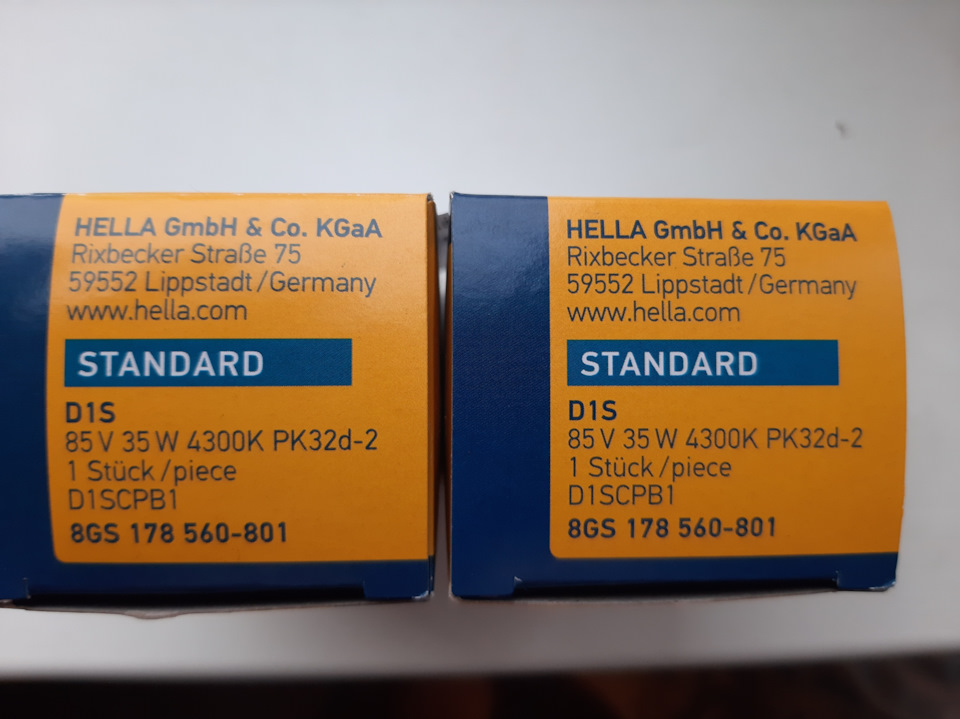 HELLA GmbH & Co. KGaA
Rixbecker Straße 75
59552 Lippstadt/Germany
www.hella.com
STANDARD
D1S
85 V 35 W 4300K PK32d-2
1 Stück/piece
D1SCPB1
8GS 178 560-801
HELLA GmbH & Co. KGaA
Rixbecker Straße 75
59552 Lippstadt/Germany
www.hella.com
STANDARD
D1S
85 V 35 W 4300K PK32d-2
1 Stück/piece
D1SCPB1
8GS 178 560-801